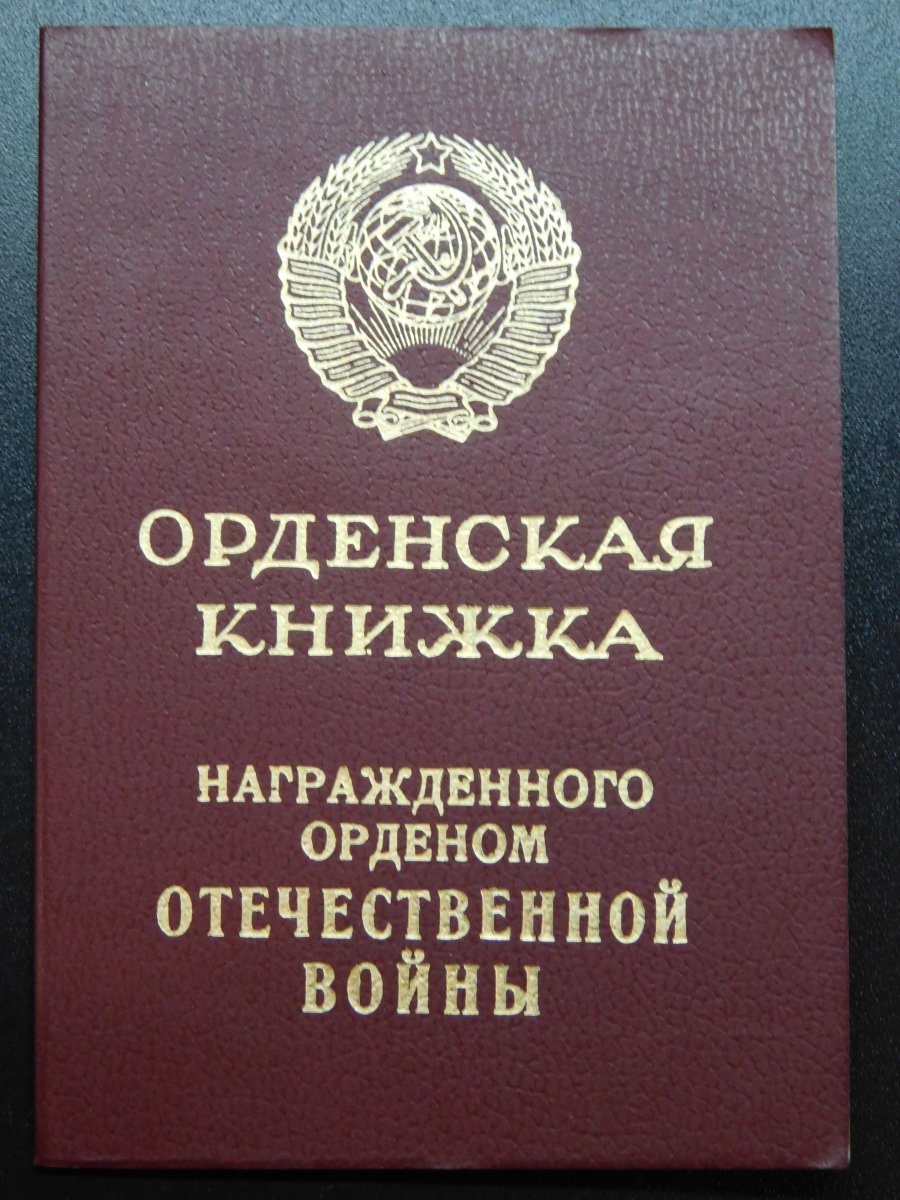 ОРДЕНСКАЯ
КНИЖКА
НАГРАЖДЕННОГО
ОРДЕНОМ
ОТЕЧЕСТВЕННОЙ
ВОЙНЫ